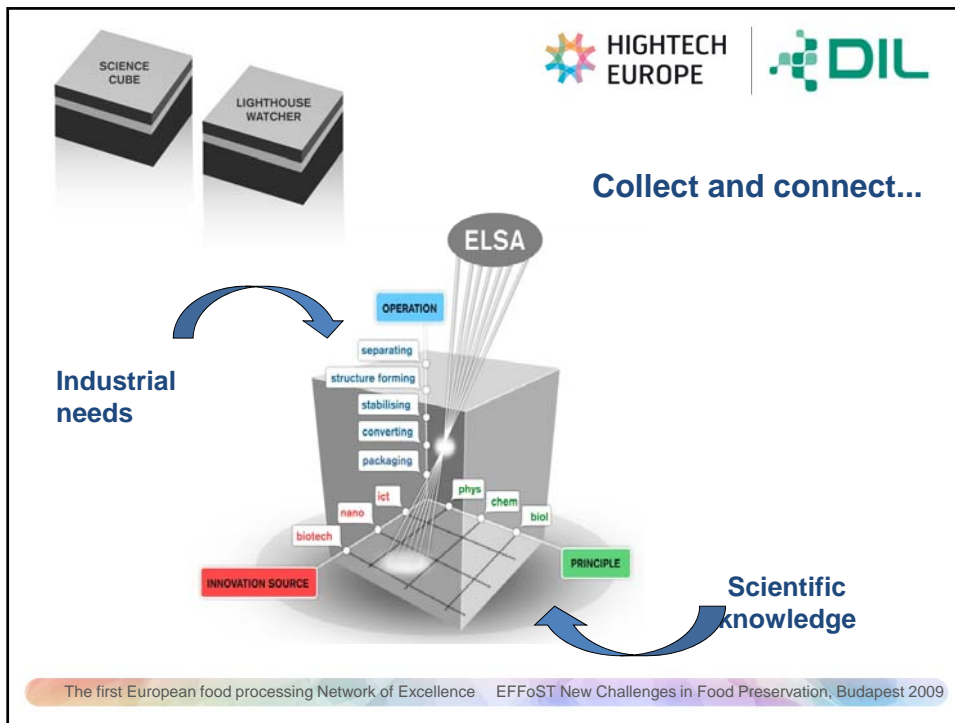 SCIENCE
CUBE
LIGHTHOUSE
WATCHER
HIGHTECH
EUROPE
DIL
Collect and connect...
ELSA
OPERATION
separating
structure forming
stabilising
converting
packaging
Industrial
needs
ict
nano
biotech
phys
chem
biol
INNOVATION SOURCE
PRINCIPLE
Scientific
knowledge
The first European food processing Network of Excellence EFFoST New Challenges in Food Preservation, Budapest 2009